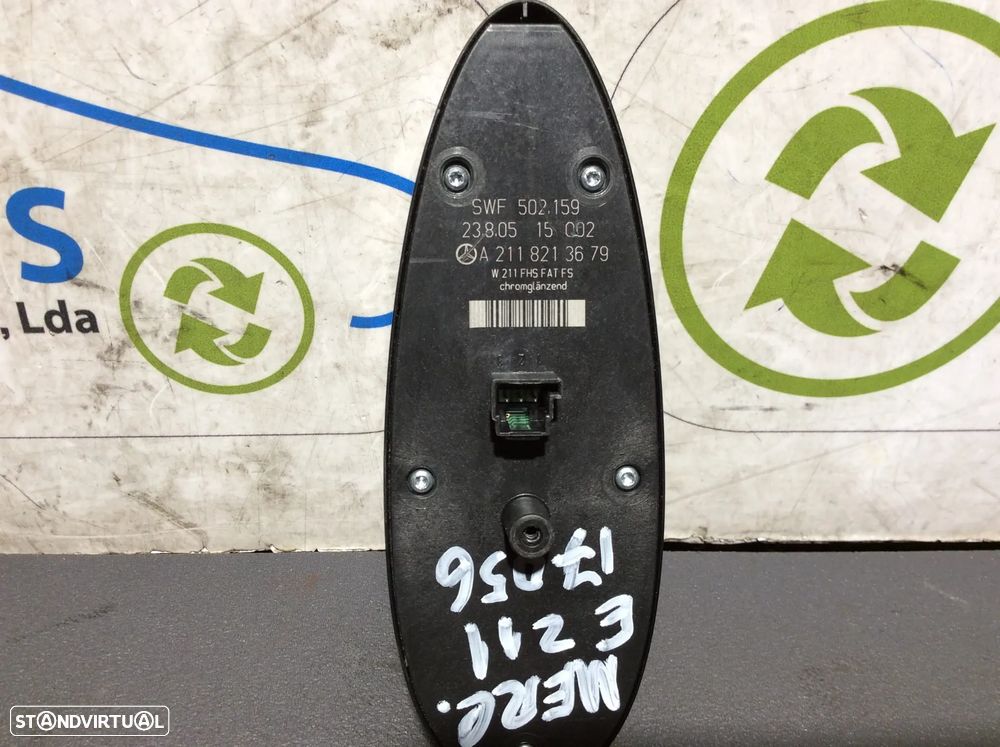 S
, Lda
SWF 502.159
23.8.05 15 002
A 211 821 36 79
W 211 FHS FAT FS
chromglänzend
MERC.
E 211
17056
STANDVIRTUAL